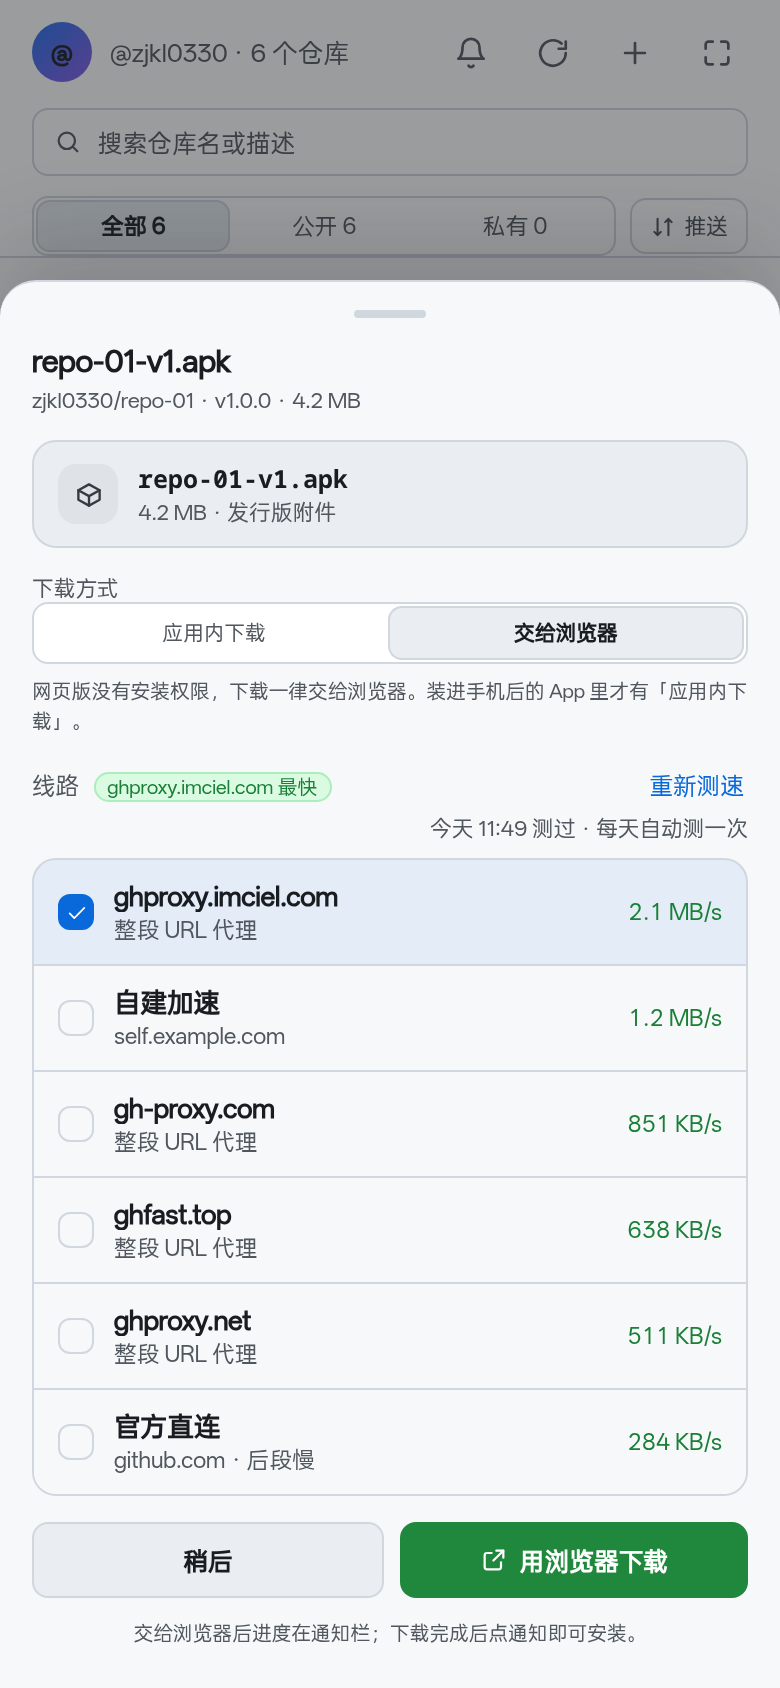 @ @zjkl0330 · 6 个仓库
搜索仓库名或描述
全部 6 公开 6 私有 0 推送
repo-01-v1.apk
zjkl0330/repo-01 · v1.0.0 · 4.2 MB
repo-01-v1.apk
4.2 MB · 发行版附件
下载方式
应用内下载 交给浏览器
网页版没有安装权限，下载一律交给浏览器。装进手机后的 App 里才有「应用内下
载」。
线路 ghproxy.imciel.com 最快 重新测速
今天 11:49 测过 · 每天自动测一次
ghproxy.imciel.com
整段 URL 代理
2.1 MB/s
自建加速
self.example.com
1.2 MB/s
gh-proxy.com
整段 URL 代理
851 KB/s
ghfast.top
整段 URL 代理
638 KB/s
ghproxy.net
整段 URL 代理
511 KB/s
官方直连
github.com · 后段慢
284 KB/s
稍后 用浏览器下载
交给浏览器后进度在通知栏；下载完成后点通知即可安装。